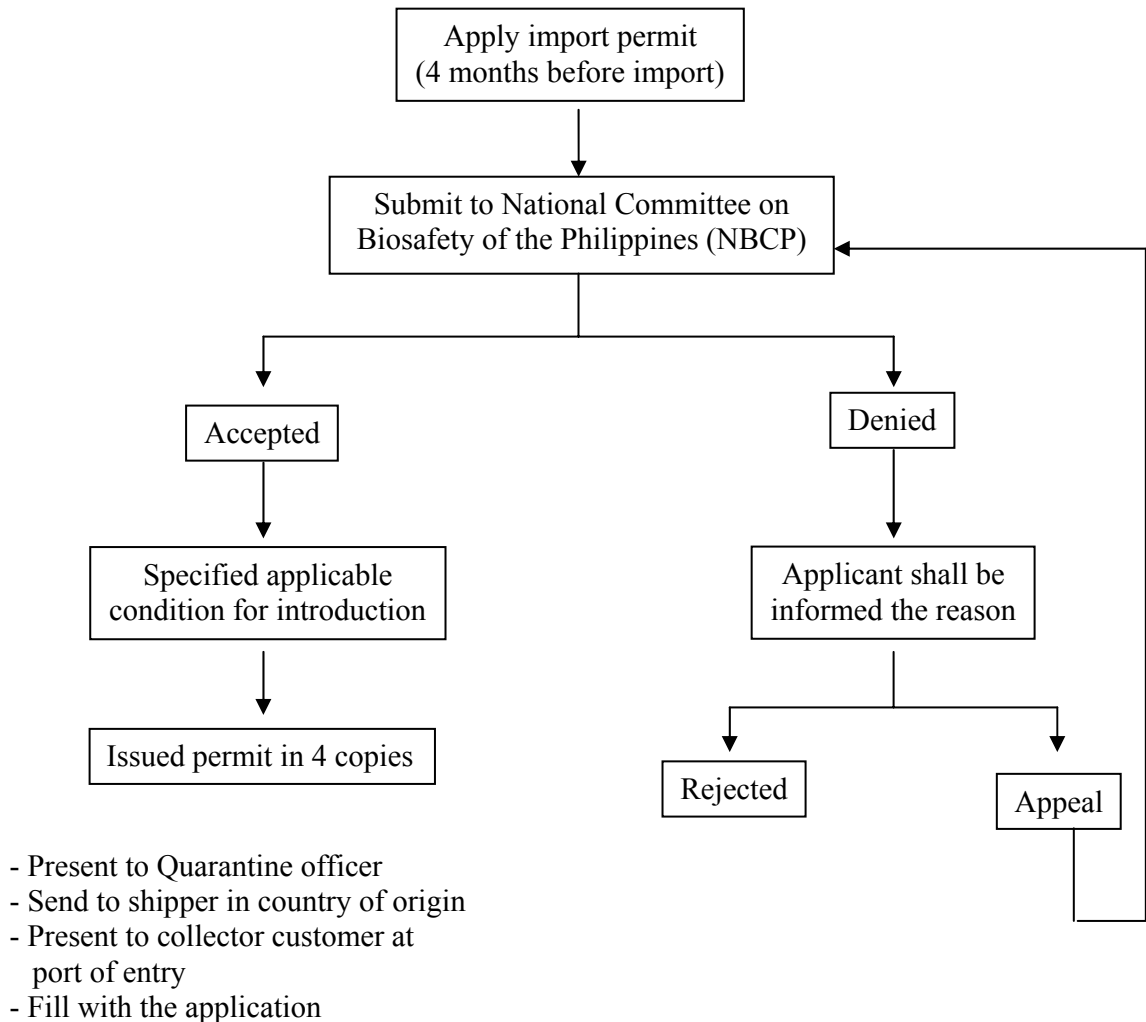 Apply import permit
(4 months before import)
Submit to National Committee on
Biosafety of the Philippines (NBCP)
Accepted
Denied
Specified applicable
condition for introduction
Applicant shall be
informed the reason
Issued permit in 4 copies
Rejected
Appeal
- Present to Quarantine officer
- Send to shipper in country of origin
- Present to collector customer at
port of entry
- Fill with the application